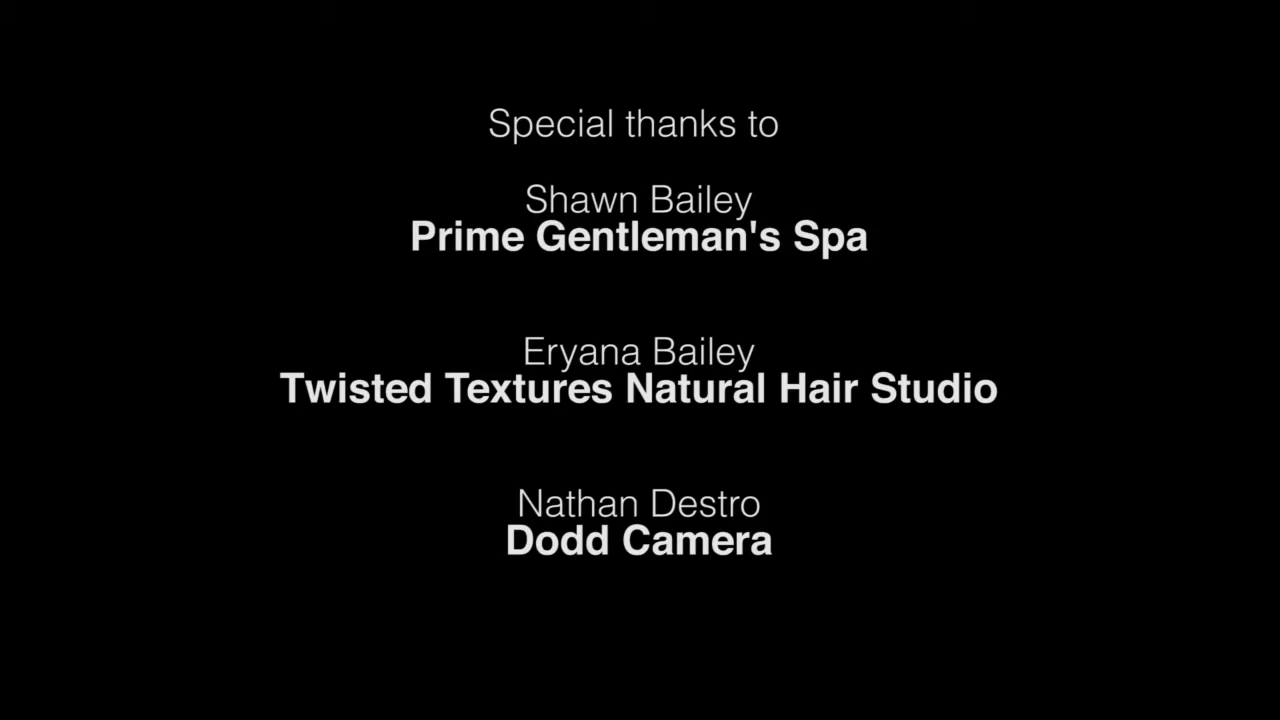 Special thanks to
Shawn Bailey
Prime Gentleman's Spa
Eryana Bailey
Twisted Textures Natural Hair Studio
Nathan Destro
Dodd Camera